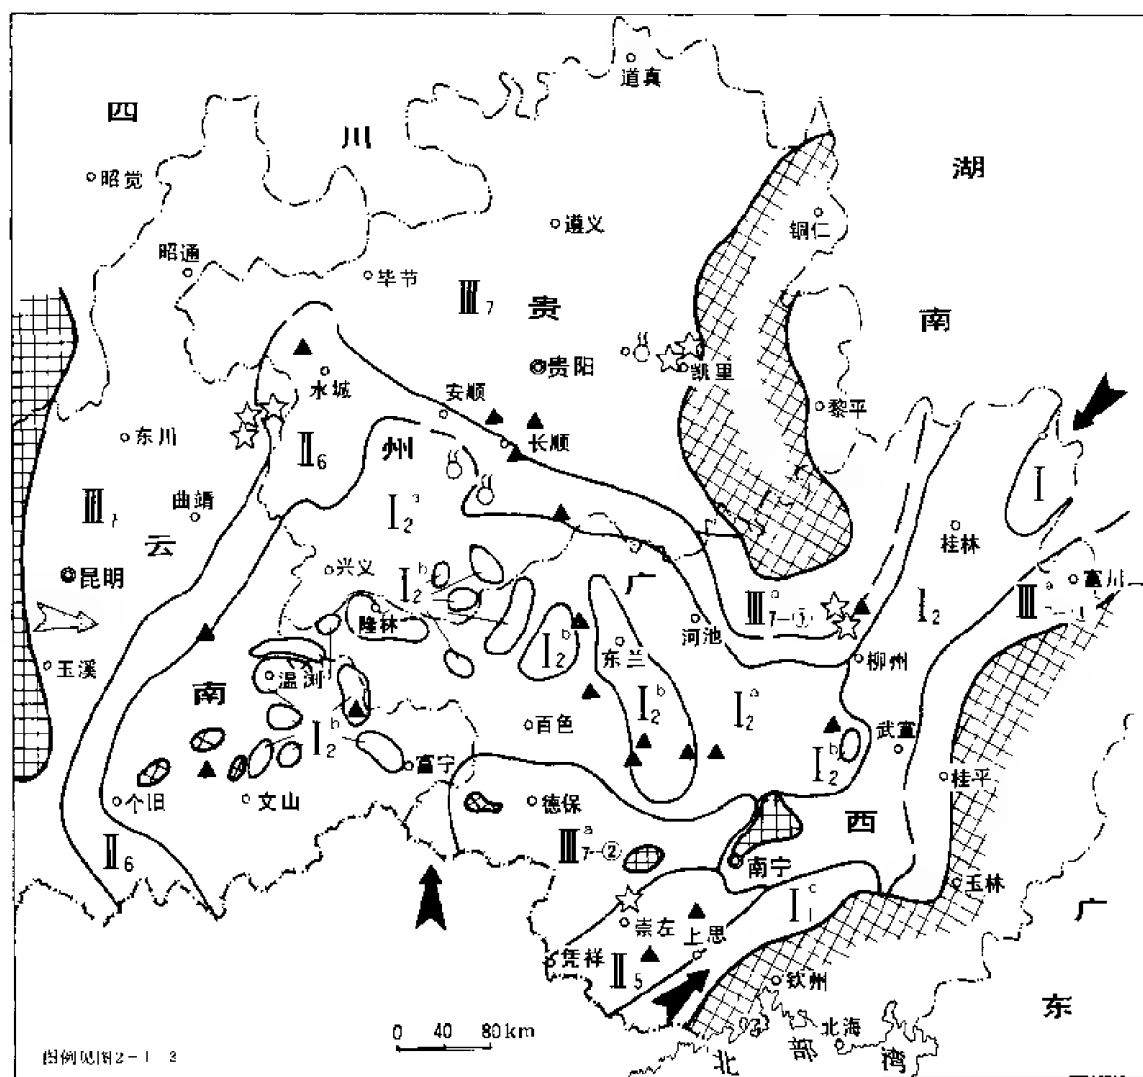 道真
四
川
湖
昭觉
铜仁
遵义
昭通
毕节
Ⅲ7
贵
南
贵阳
凯里
水城
安顺
黎平
东川
州
长顺
Ⅱ6
Ⅰ
曲靖
Ⅰ2a
云
桂林
昆明
兴义
Ⅰ2b
广
富川
Ⅲ7-①a
Ⅰ2
隆林
河池
Ⅰ2b
东兰
柳州
玉溪
温浏
南
Ⅰ2b
Ⅰ2a
百色
武宣
Ⅰ2b
Ⅰ2b
富宁
桂平
个旧
文山
德保
西
Ⅱ6
Ⅲ7-②a
南宁
玉林
Ⅰ1c
广
崇左
上思
凭祥
Ⅱ5
钦州
东
0 40 80 km
北海
北 部 湾
图例见图2-1-3